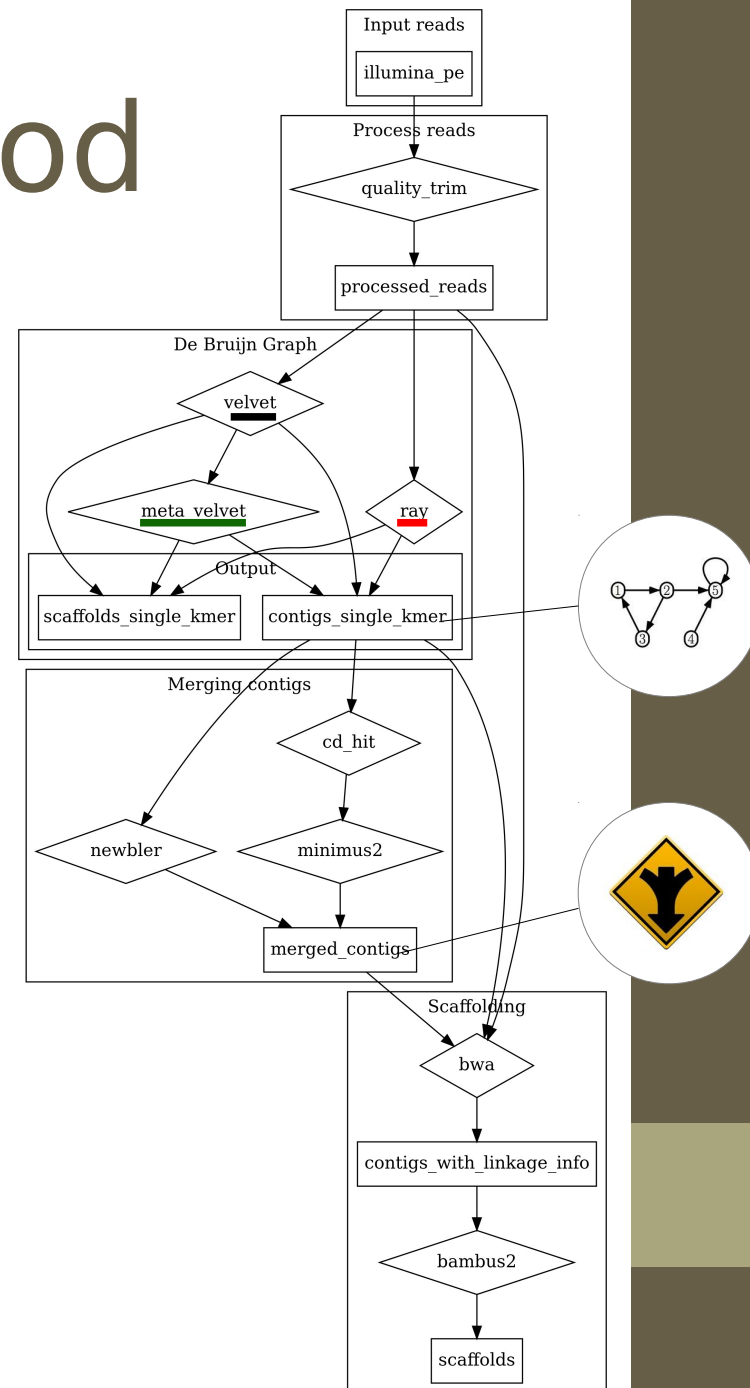 od
Input reads
illumina_pe
Process reads
quality_trim
processed_reads
De Bruijn Graph
velvet
meta_velvet
ray
Output
scaffolds_single_kmer
contigs_single_kmer
1
2
5
3
4
Merging contigs
cd_hit
newbler
minimus2
merged_contigs
Scaffolding
bwa
contigs_with_linkage_info
bambus2
scaffolds